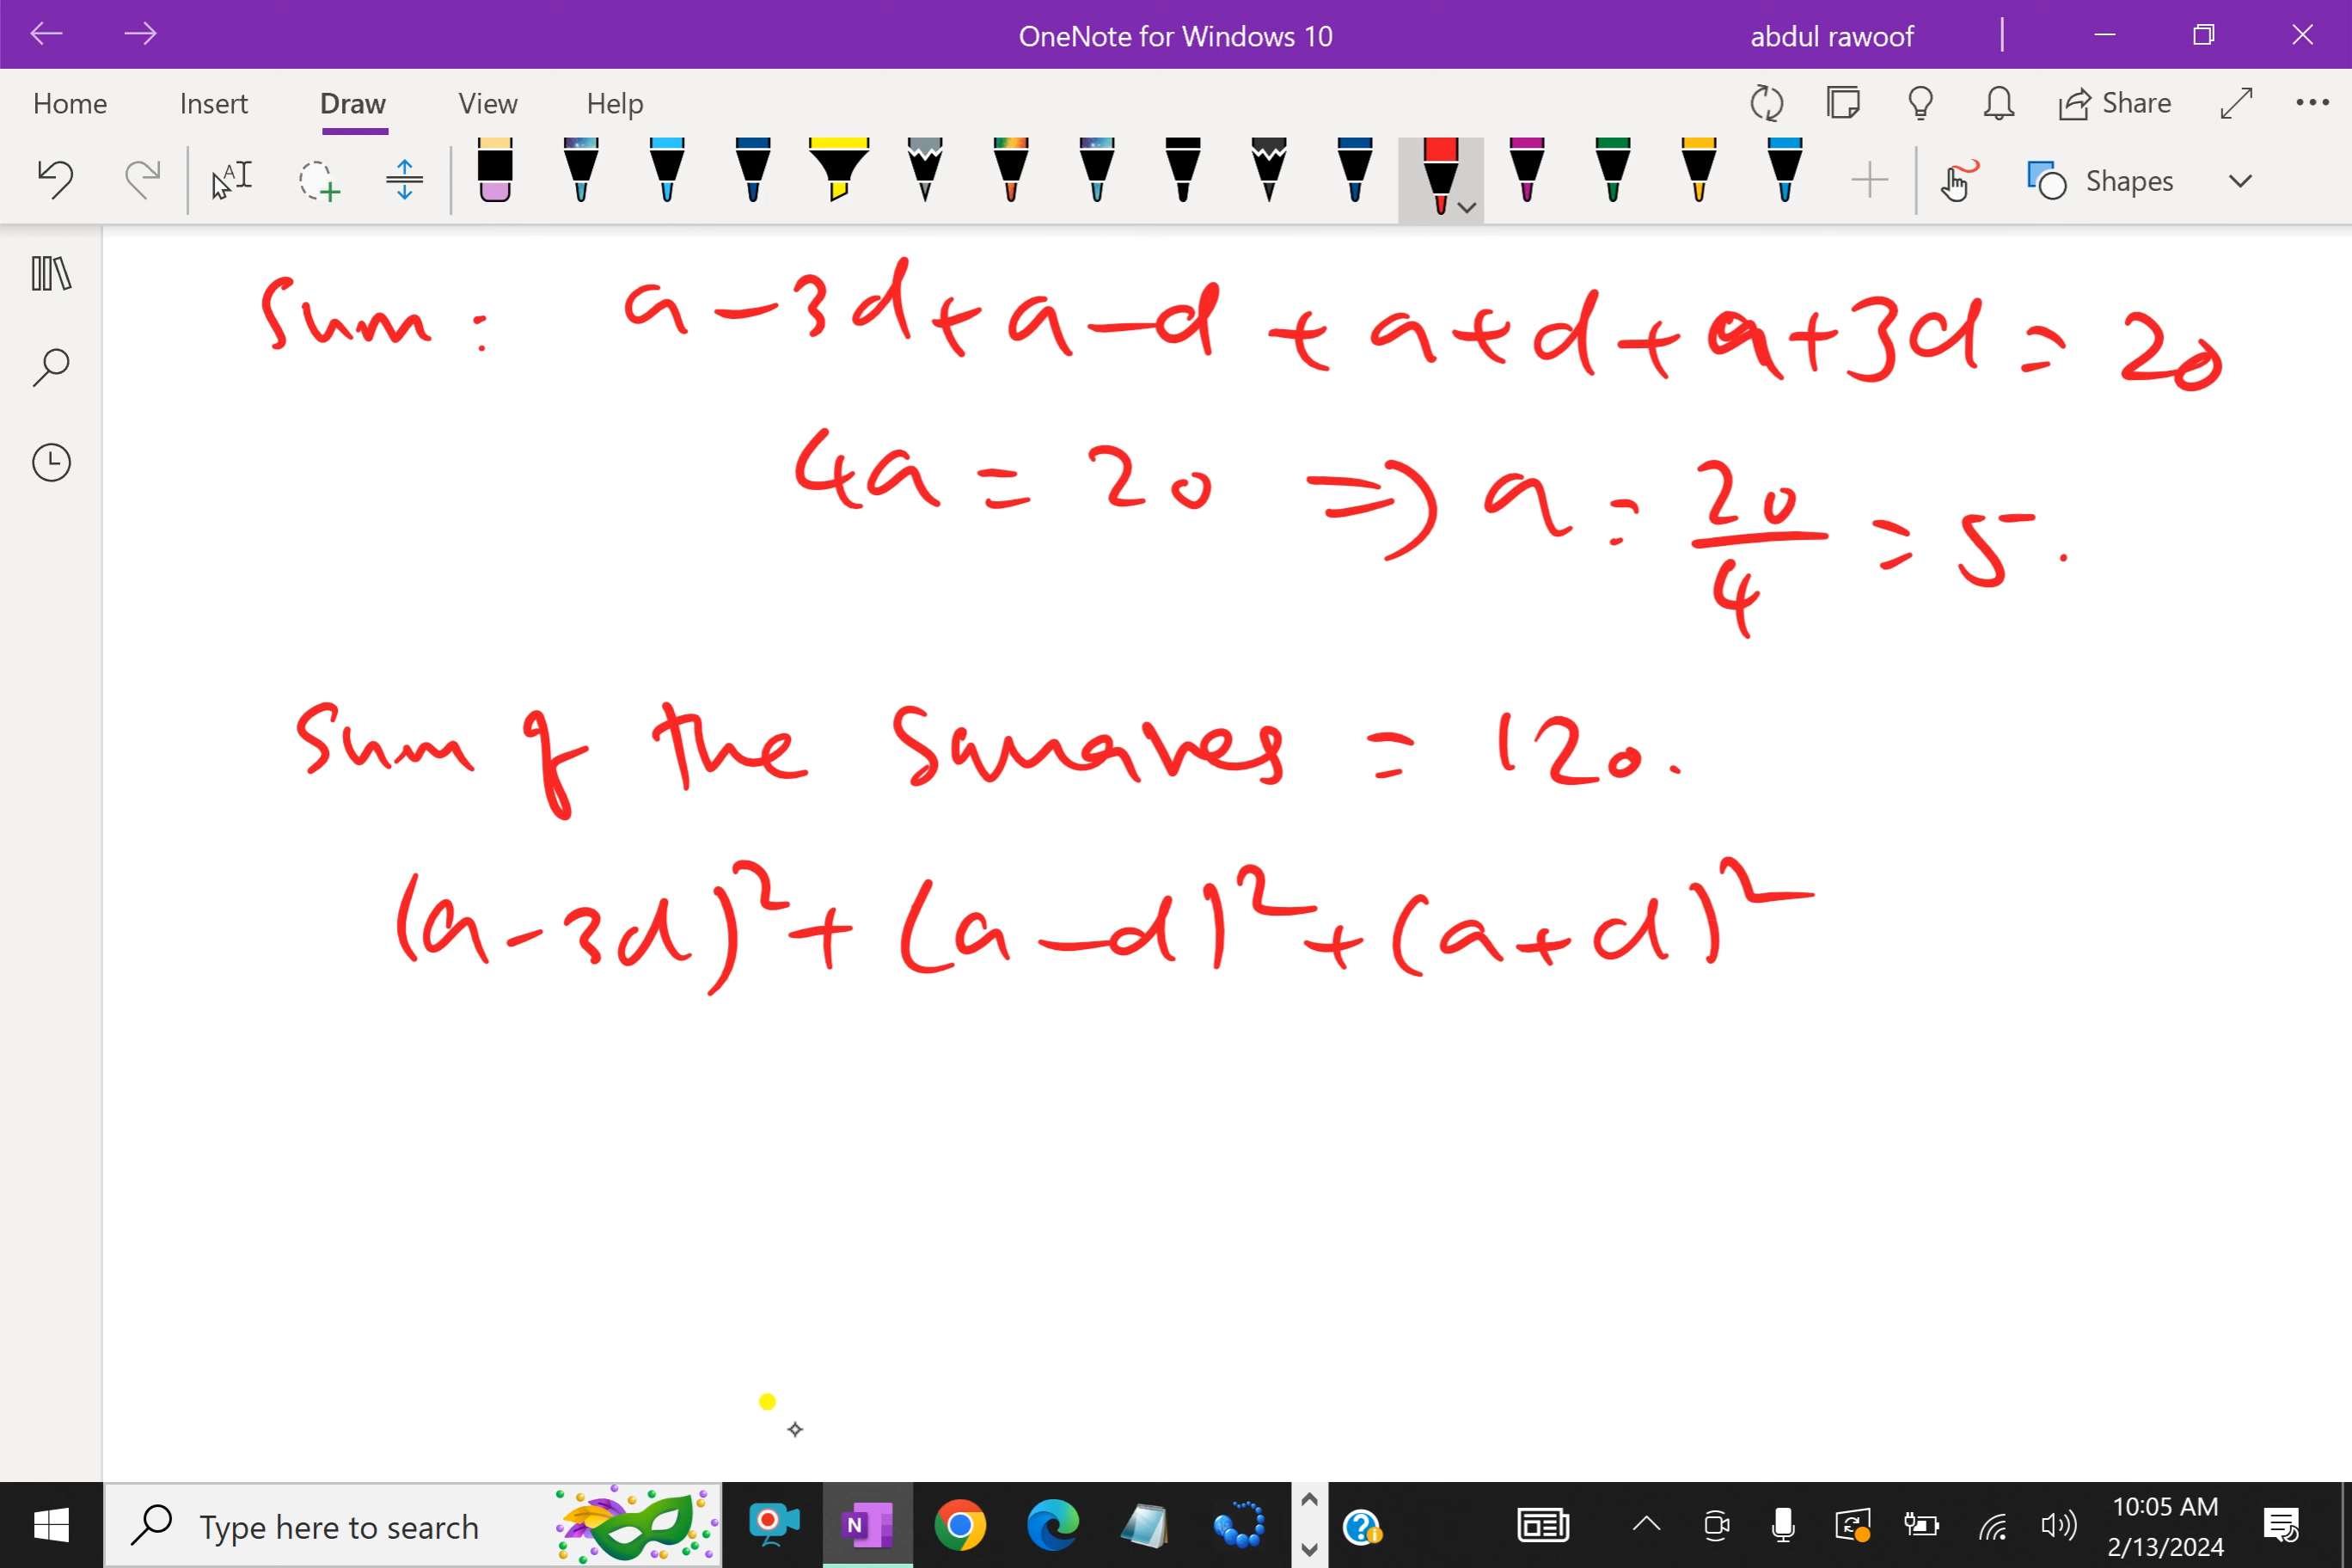 OneNote for Windows 10
abdul rawoof
Home Insert Draw View Help
Share
Shapes
Sum : a-3d+a-d+a+d+a+3d=20
4a=20 ⇒ a=20/4=5.
Sum of the Squares = 120.
(a-3d)²+(a-d)²+(a+d)²
Type here to search
N
10:05 AM
2/13/2024